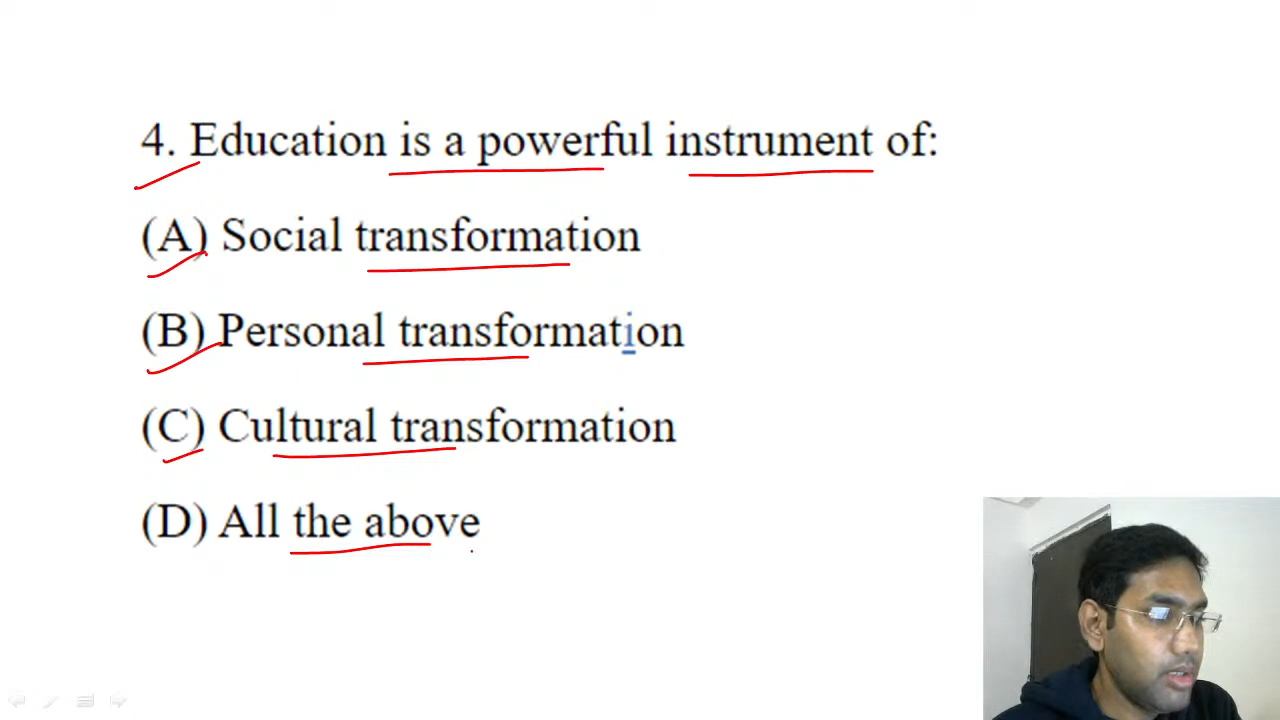 4. Education is a powerful instrument of:
(A) Social transformation
(B) Personal transformation
(C) Cultural transformation
(D) All the above